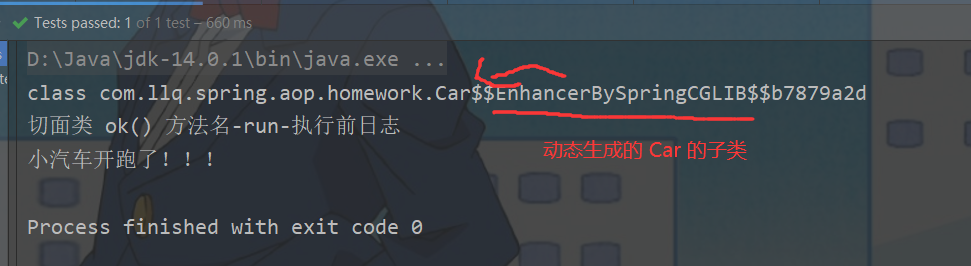 Tests passed: 1 of 1 test – 660 ms
D:\Java\jdk-14.0.1\bin\java.exe ...
class com.llq.spring.aop.homework.Car$$EnhancerBySpringCGLIB$$b7879a2d
切面类 ok() 方法名-run-执行前日志
小汽车开跑了！！！
动态生成的 Car 的子类
Process finished with exit code 0